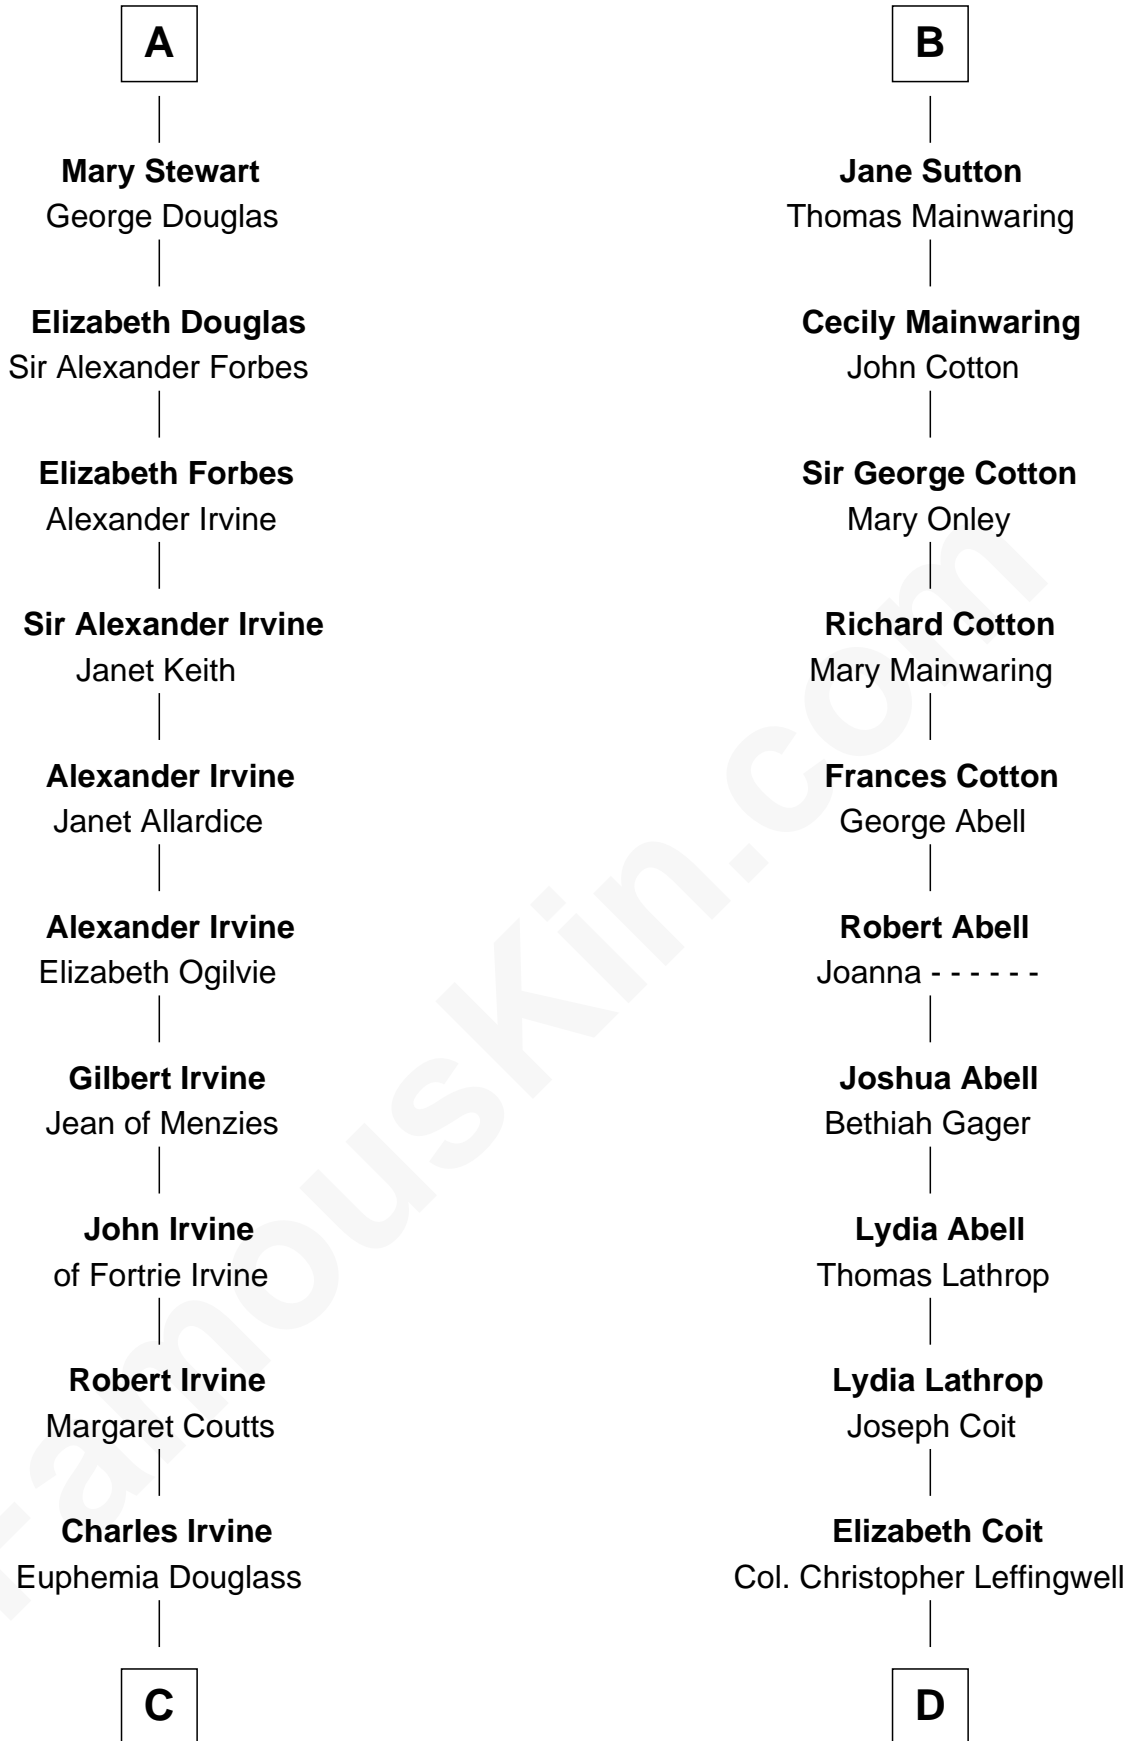 A
Mary Stewart
George Douglas
Elizabeth Douglas
Sir Alexander Forbes
Elizabeth Forbes
Alexander Irvine
Sir Alexander Irvine
Janet Keith
Alexander Irvine
Janet Allardice
Alexander Irvine
Elizabeth Ogilvie
Gilbert Irvine
Jean of Menzies
John Irvine
of Fortrie Irvine
Robert Irvine
Margaret Coutts
Charles Irvine
Euphemia Douglass
C
B
Jane Sutton
Thomas Mainwaring
Cecily Mainwaring
John Cotton
Sir George Cotton
Mary Onley
Richard Cotton
Mary Mainwaring
Frances Cotton
George Abell
Robert Abell
Joanna - - - - - -
Joshua Abell
Bethiah Gager
Lydia Abell
Thomas Lathrop
Lydia Lathrop
Joseph Coit
Elizabeth Coit
Col. Christopher Leffingwell
D
FamousKin.com